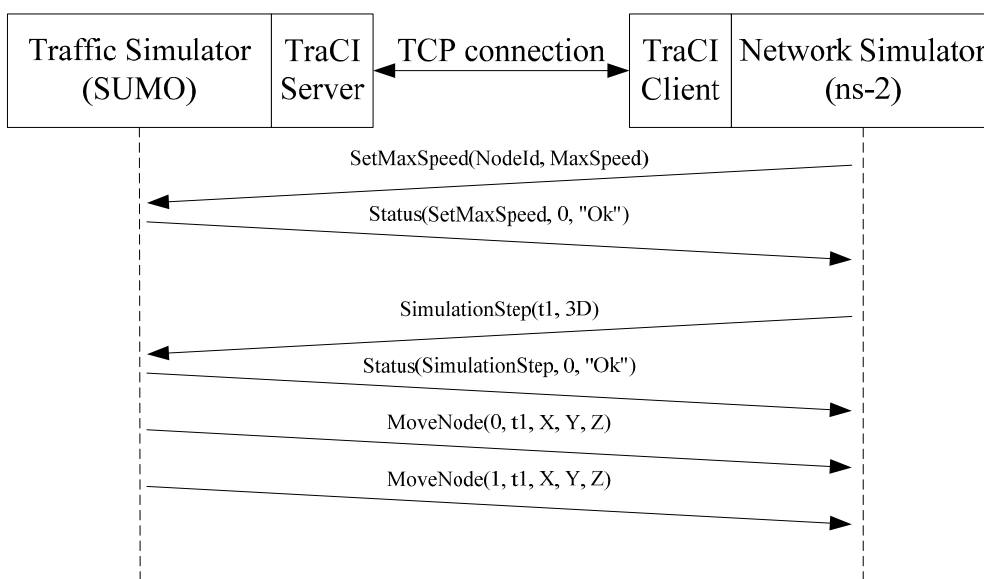 Traffic Simulator
(SUMO)
TraCI
Server
TCP connection
TraCI
Client
Network Simulator
(ns-2)
SetMaxSpeed(NodeId, MaxSpeed)
Status(SetMaxSpeed, 0, "Ok")
SimulationStep(t1, 3D)
Status(SimulationStep, 0, "Ok")
MoveNode(0, t1, X, Y, Z)
MoveNode(1, t1, X, Y, Z)